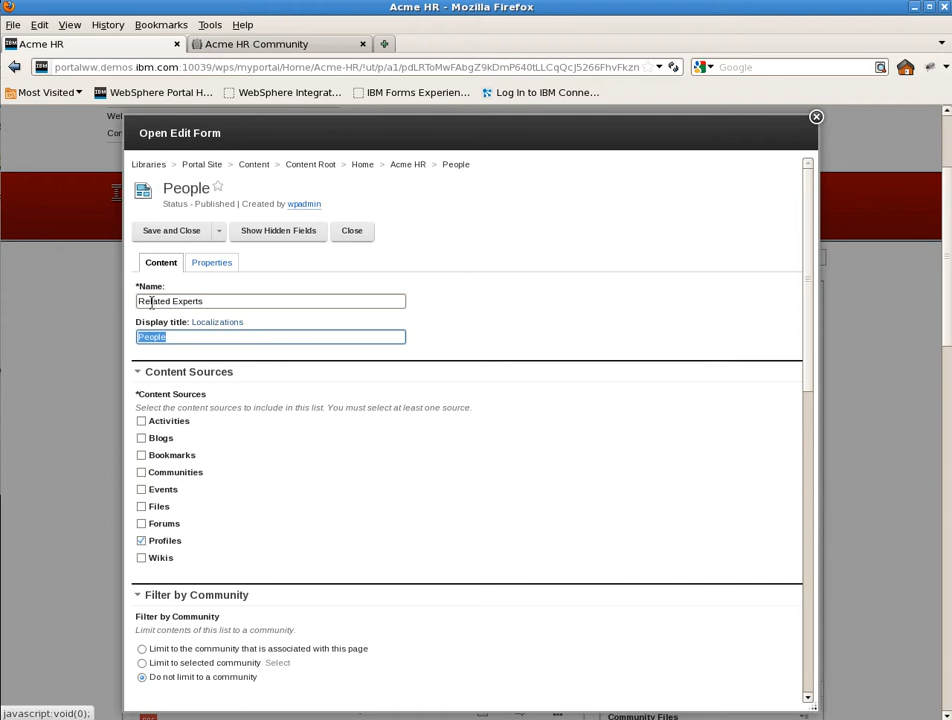 Acme HR - Mozilla Firefox
File Edit View History Bookmarks Tools Help
IBM Acme HR Acme HR Community
portalww.demos.ibm.com:10039/wps/myportal/Home/Acme-HR/!ut/p/a1/pdLRToMwFAbgZ9kDmP640tLLCqQcJ5266FhvFkzn Google
Most Visited WebSphere Portal H... WebSphere Integrat... IBM Forms Experien... Log In to IBM Conne...
Wel
Cor
Open Edit Form
Libraries > Portal Site > Content > Content Root > Home > Acme HR > People
People
Status - Published | Created by wpadmin
Save and Close Show Hidden Fields Close
Content Properties
*Name:
Related Experts
Display title: Localizations
People
Content Sources
*Content Sources
Select the content sources to include in this list. You must select at least one source.
Activities
Blogs
Bookmarks
Communities
Events
Files
Forums
Profiles
Wikis
Filter by Community
Filter by Community
Limit contents of this list to a community.
Limit to the community that is associated with this page
Limit to selected community Select
Do not limit to a community
javascript:void(0);
Community Files